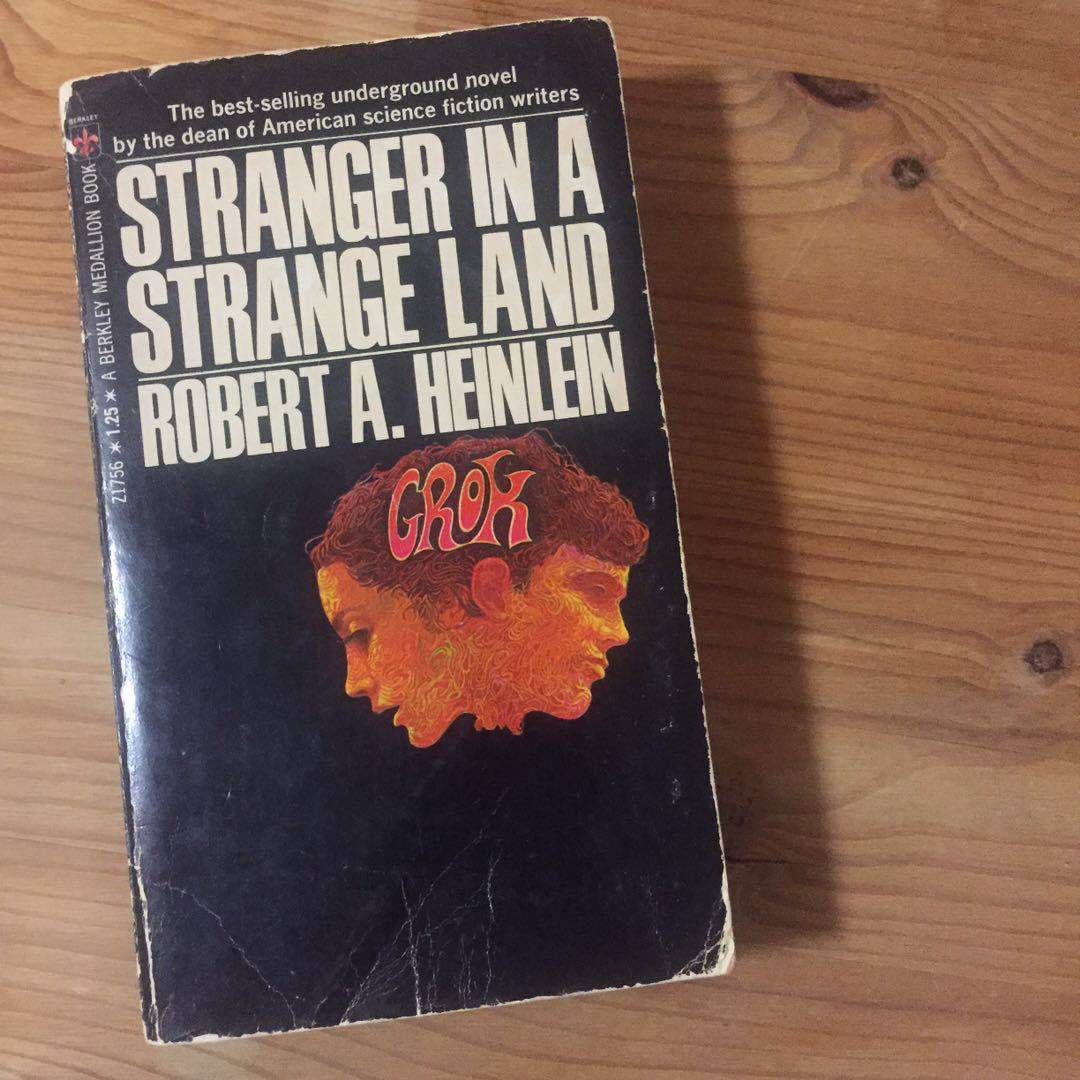 The best-selling underground novel
by the dean of American science fiction writers
STRANGER IN A
STRANGE LAND
ROBERT A. HEINLEIN
GROK
BERKLEY
Z1756 * 1.25 * A BERKLEY MEDALLION BOOK